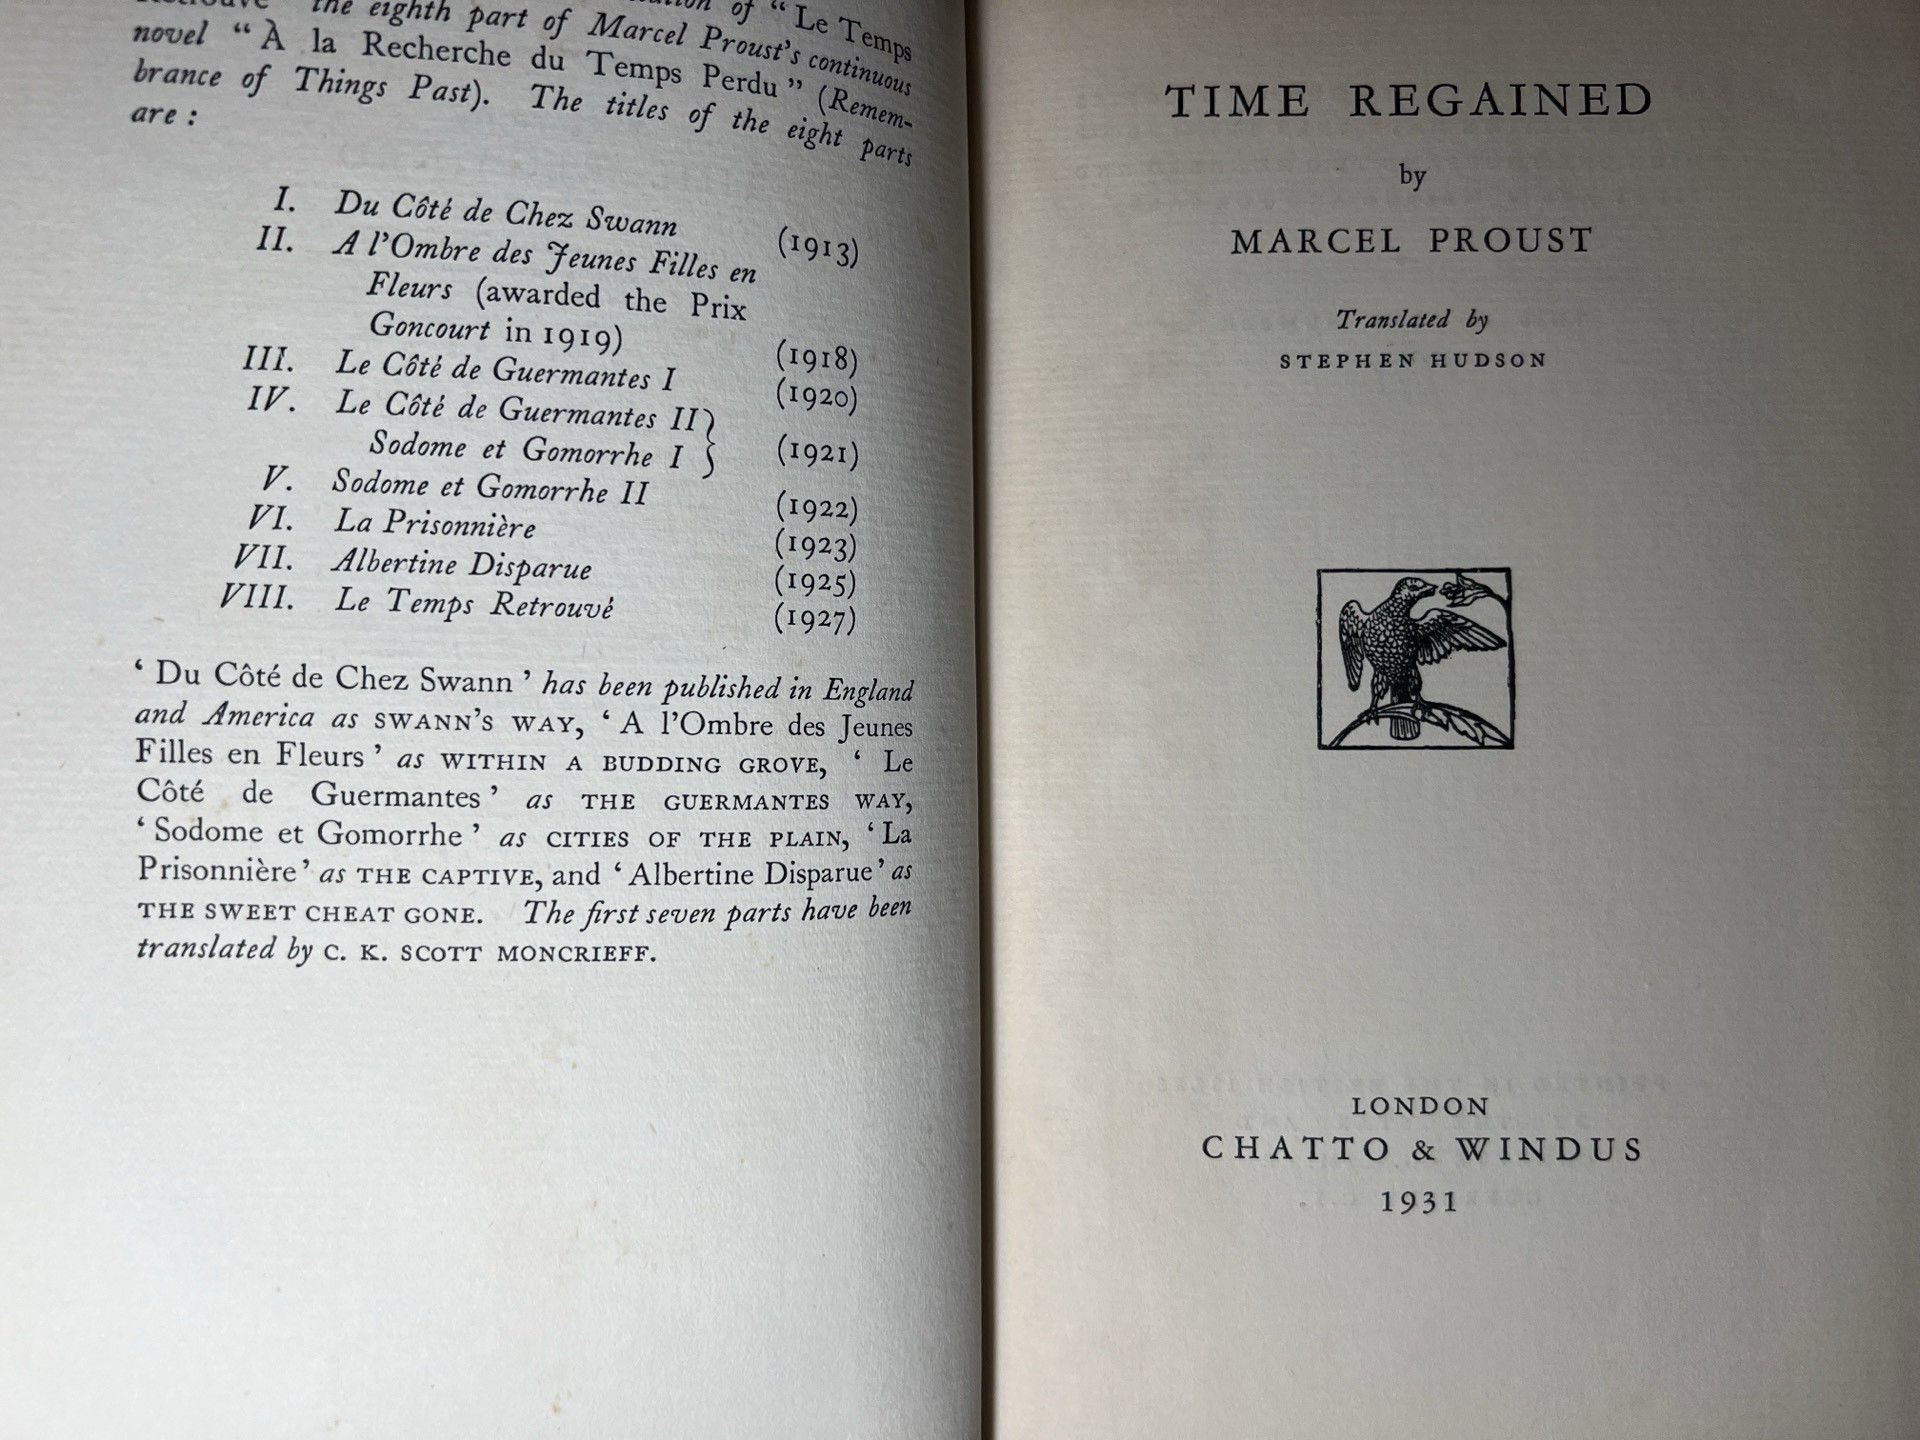 the eighth part of Marcel Proust's continuous
of "Le Temps
novel "À la Recherche du Temps Perdu" (Remem-
brance of Things Past). The titles of the eight parts
are:
I. Du Côté de Chez Swann (1913)
II. A l'Ombre des Jeunes Filles en
Fleurs (awarded the Prix
Goncourt in 1919) (1918)
III. Le Côté de Guermantes I (1920)
IV. Le Côté de Guermantes II
Sodome et Gomorrhe I } (1921)
V. Sodome et Gomorrhe II (1922)
VI. La Prisonnière (1923)
VII. Albertine Disparue (1925)
VIII. Le Temps Retrouvé (1927)
'Du Côté de Chez Swann' has been published in England
and America as SWANN'S WAY, 'A l'Ombre des Jeunes
Filles en Fleurs' as WITHIN A BUDDING GROVE, 'Le
Côté de Guermantes' as THE GUERMANTES WAY,
'Sodome et Gomorrhe' as CITIES OF THE PLAIN, 'La
Prisonnière' as THE CAPTIVE, and 'Albertine Disparue' as
THE SWEET CHEAT GONE. The first seven parts have been
translated by C. K. SCOTT MONCRIEFF.
TIME REGAINED
by
MARCEL PROUST
Translated by
STEPHEN HUDSON
LONDON
CHATTO & WINDUS
1931